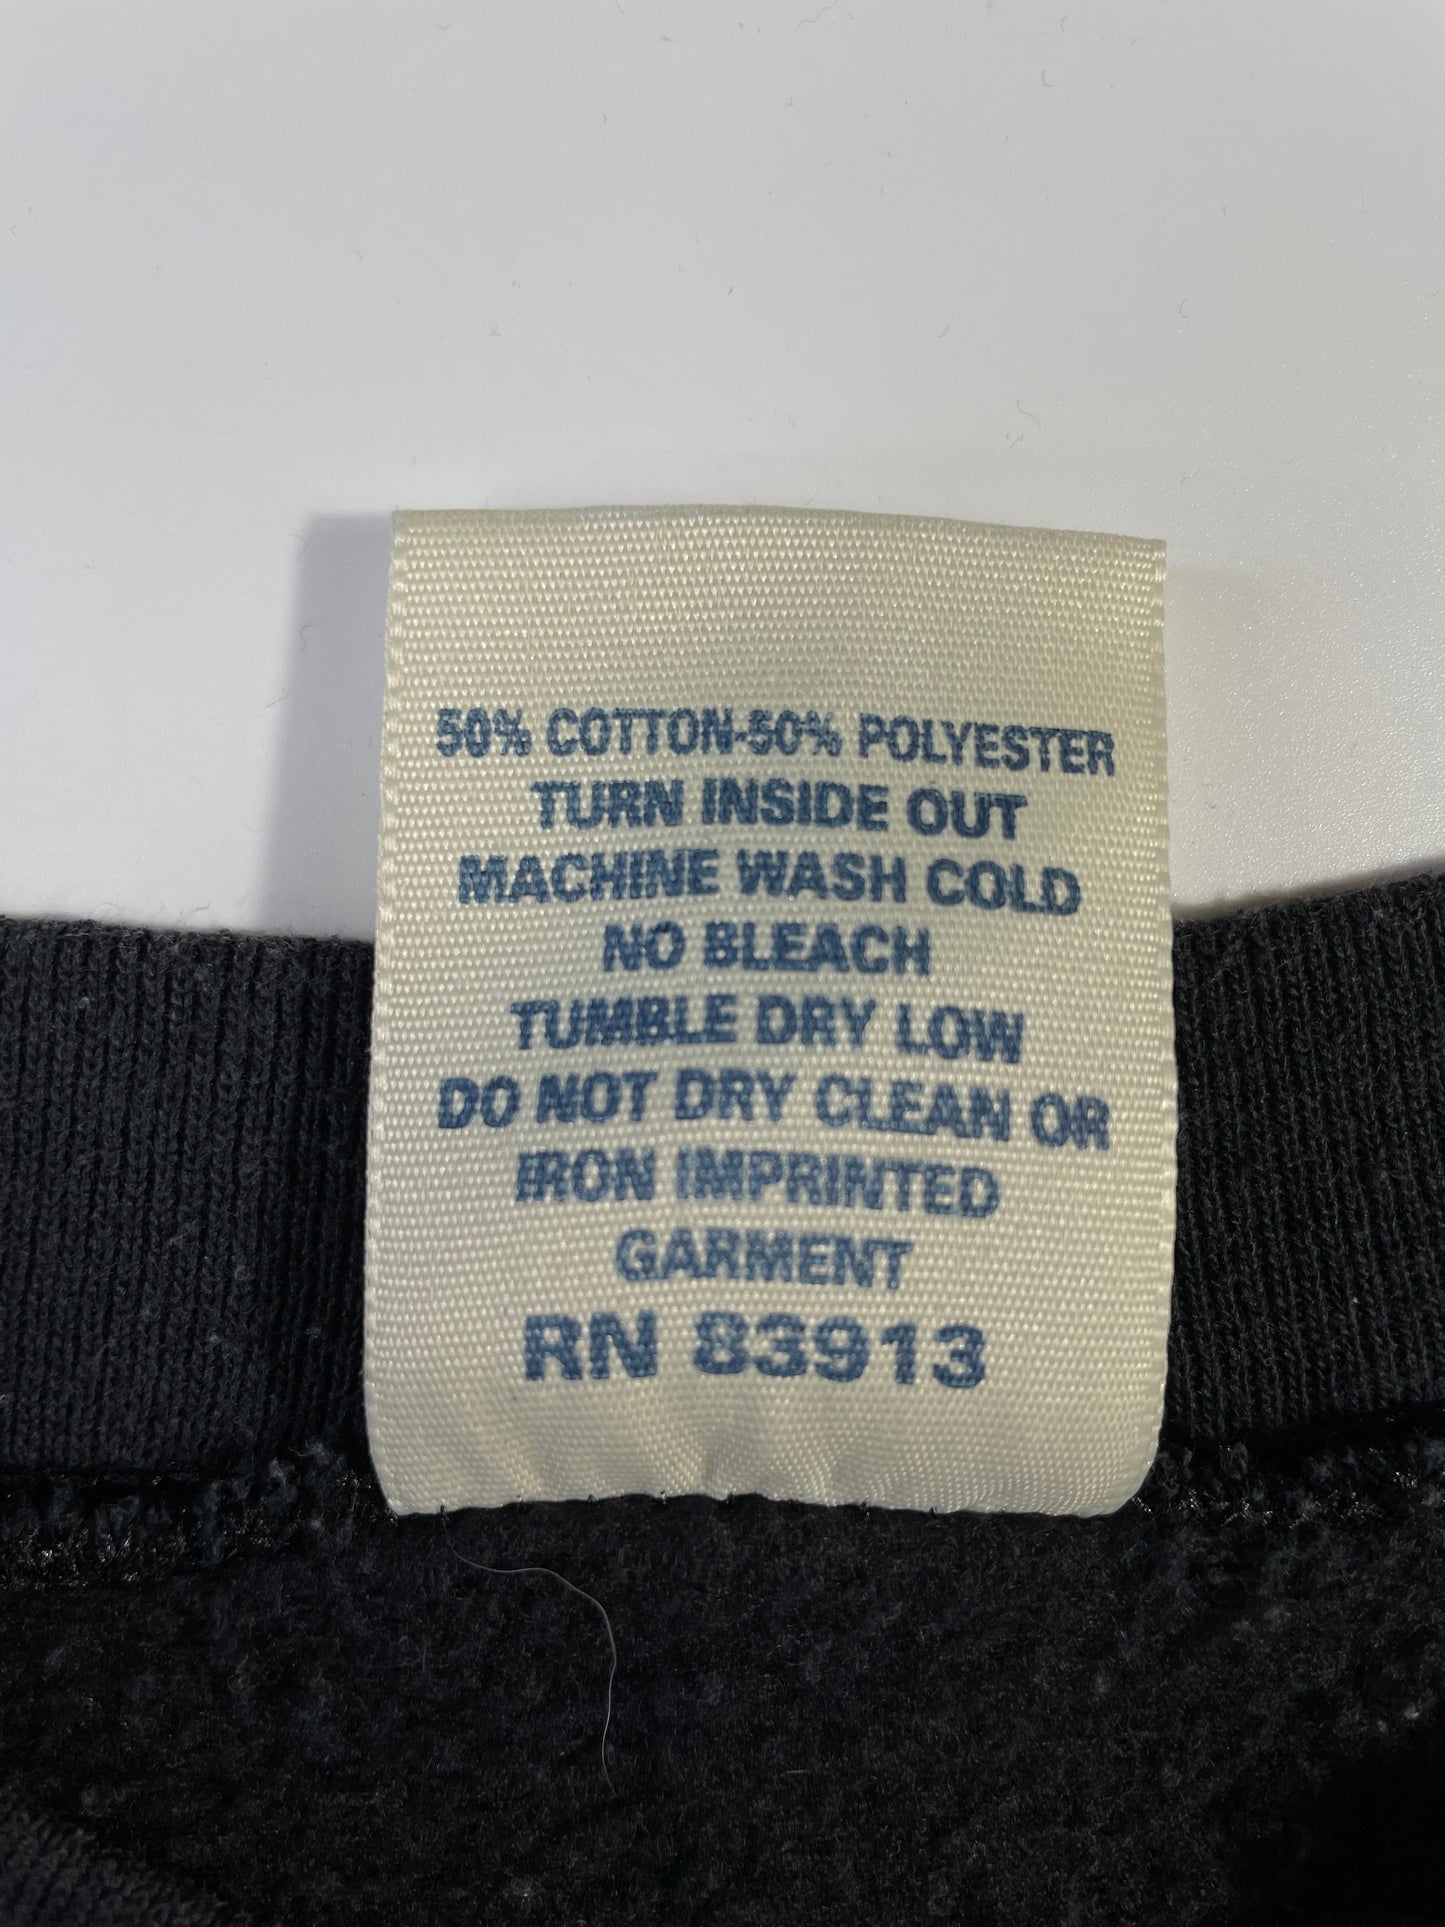 50% COTTON-50% POLYESTER
TURN INSIDE OUT
MACHINE WASH COLD
NO BLEACH
TUMBLE DRY LOW
DO NOT DRY CLEAN OR
IRON IMPRINTED
GARMENT
RN 83913